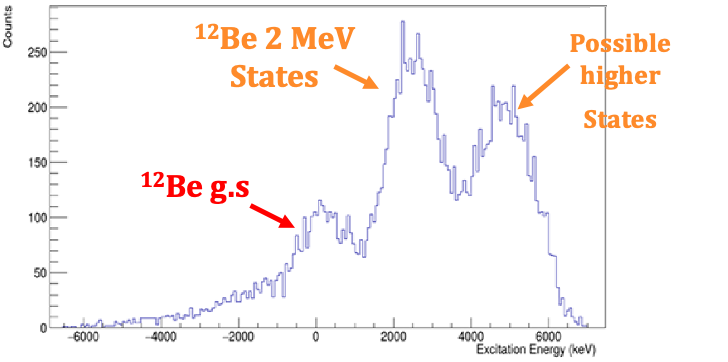 Counts
250
200
150
100
50
0
¹²Be 2 MeV
States
Possible
higher
States
¹²Be g.s
−6000 −4000 −2000 0 2000 4000 6000
Excitation Energy (keV)